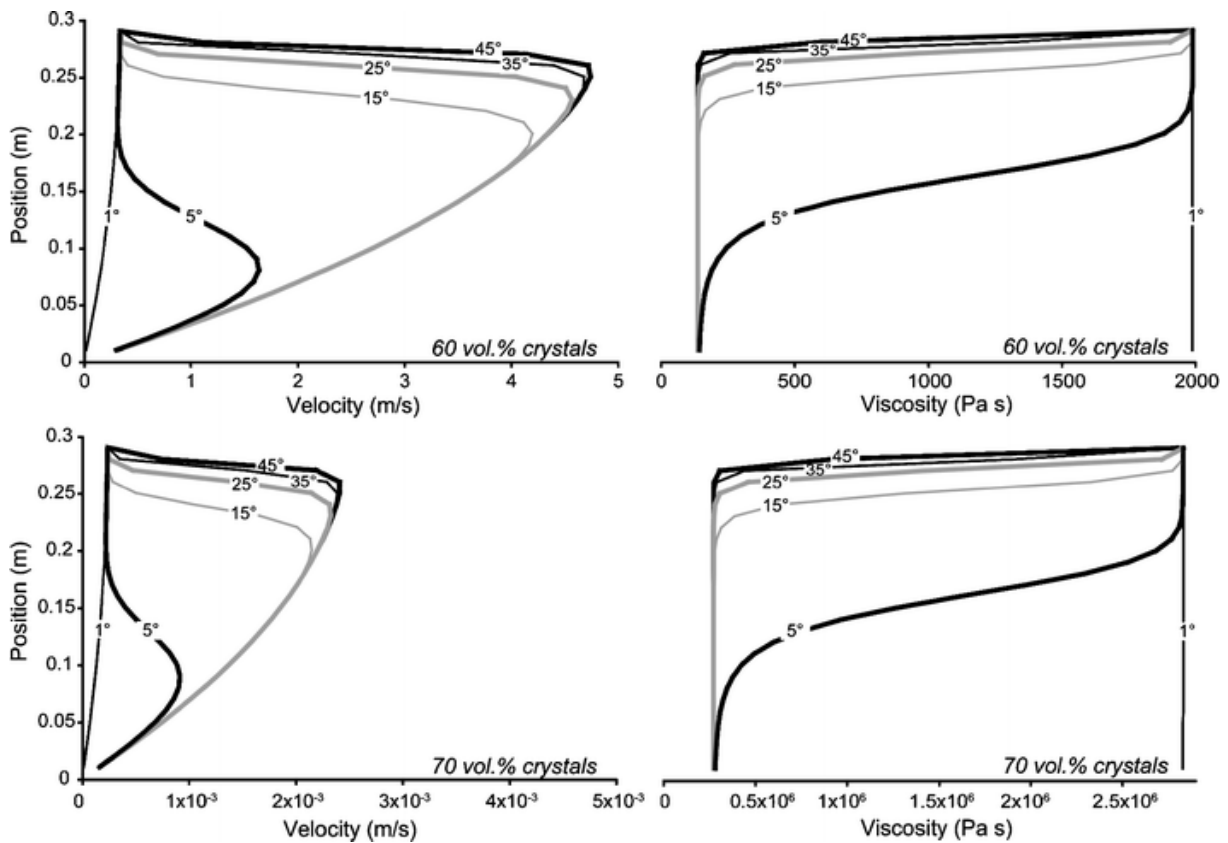 0.3
0.25
0.2
0.15
0.1
0.05
0
Position (m)
45°
35°
25°
15°
1°
5°
60 vol.% crystals
0 1 2 3 4 5
Velocity (m/s)
45°
35°
25°
15°
5°
1°
60 vol.% crystals
0 500 1000 1500 2000
Viscosity (Pa s)
0.3
0.25
0.2
0.15
0.1
0.05
0
Position (m)
45°
35°
25°
15°
1°
5°
70 vol.% crystals
0 1x10⁻³ 2x10⁻³ 3x10⁻³ 4x10⁻³ 5x10⁻³
Velocity (m/s)
45°
35°
25°
15°
5°
1°
70 vol.% crystals
0 0.5x10⁶ 1x10⁶ 1.5x10⁶ 2x10⁶ 2.5x10⁶
Viscosity (Pa s)